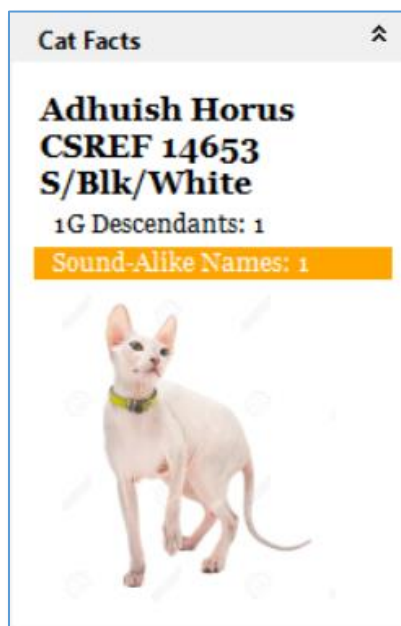 Cat Facts
Adhuish Horus
CSREF 14653
S/Blk/White
1G Descendants: 1
Sound-Alike Names: 1